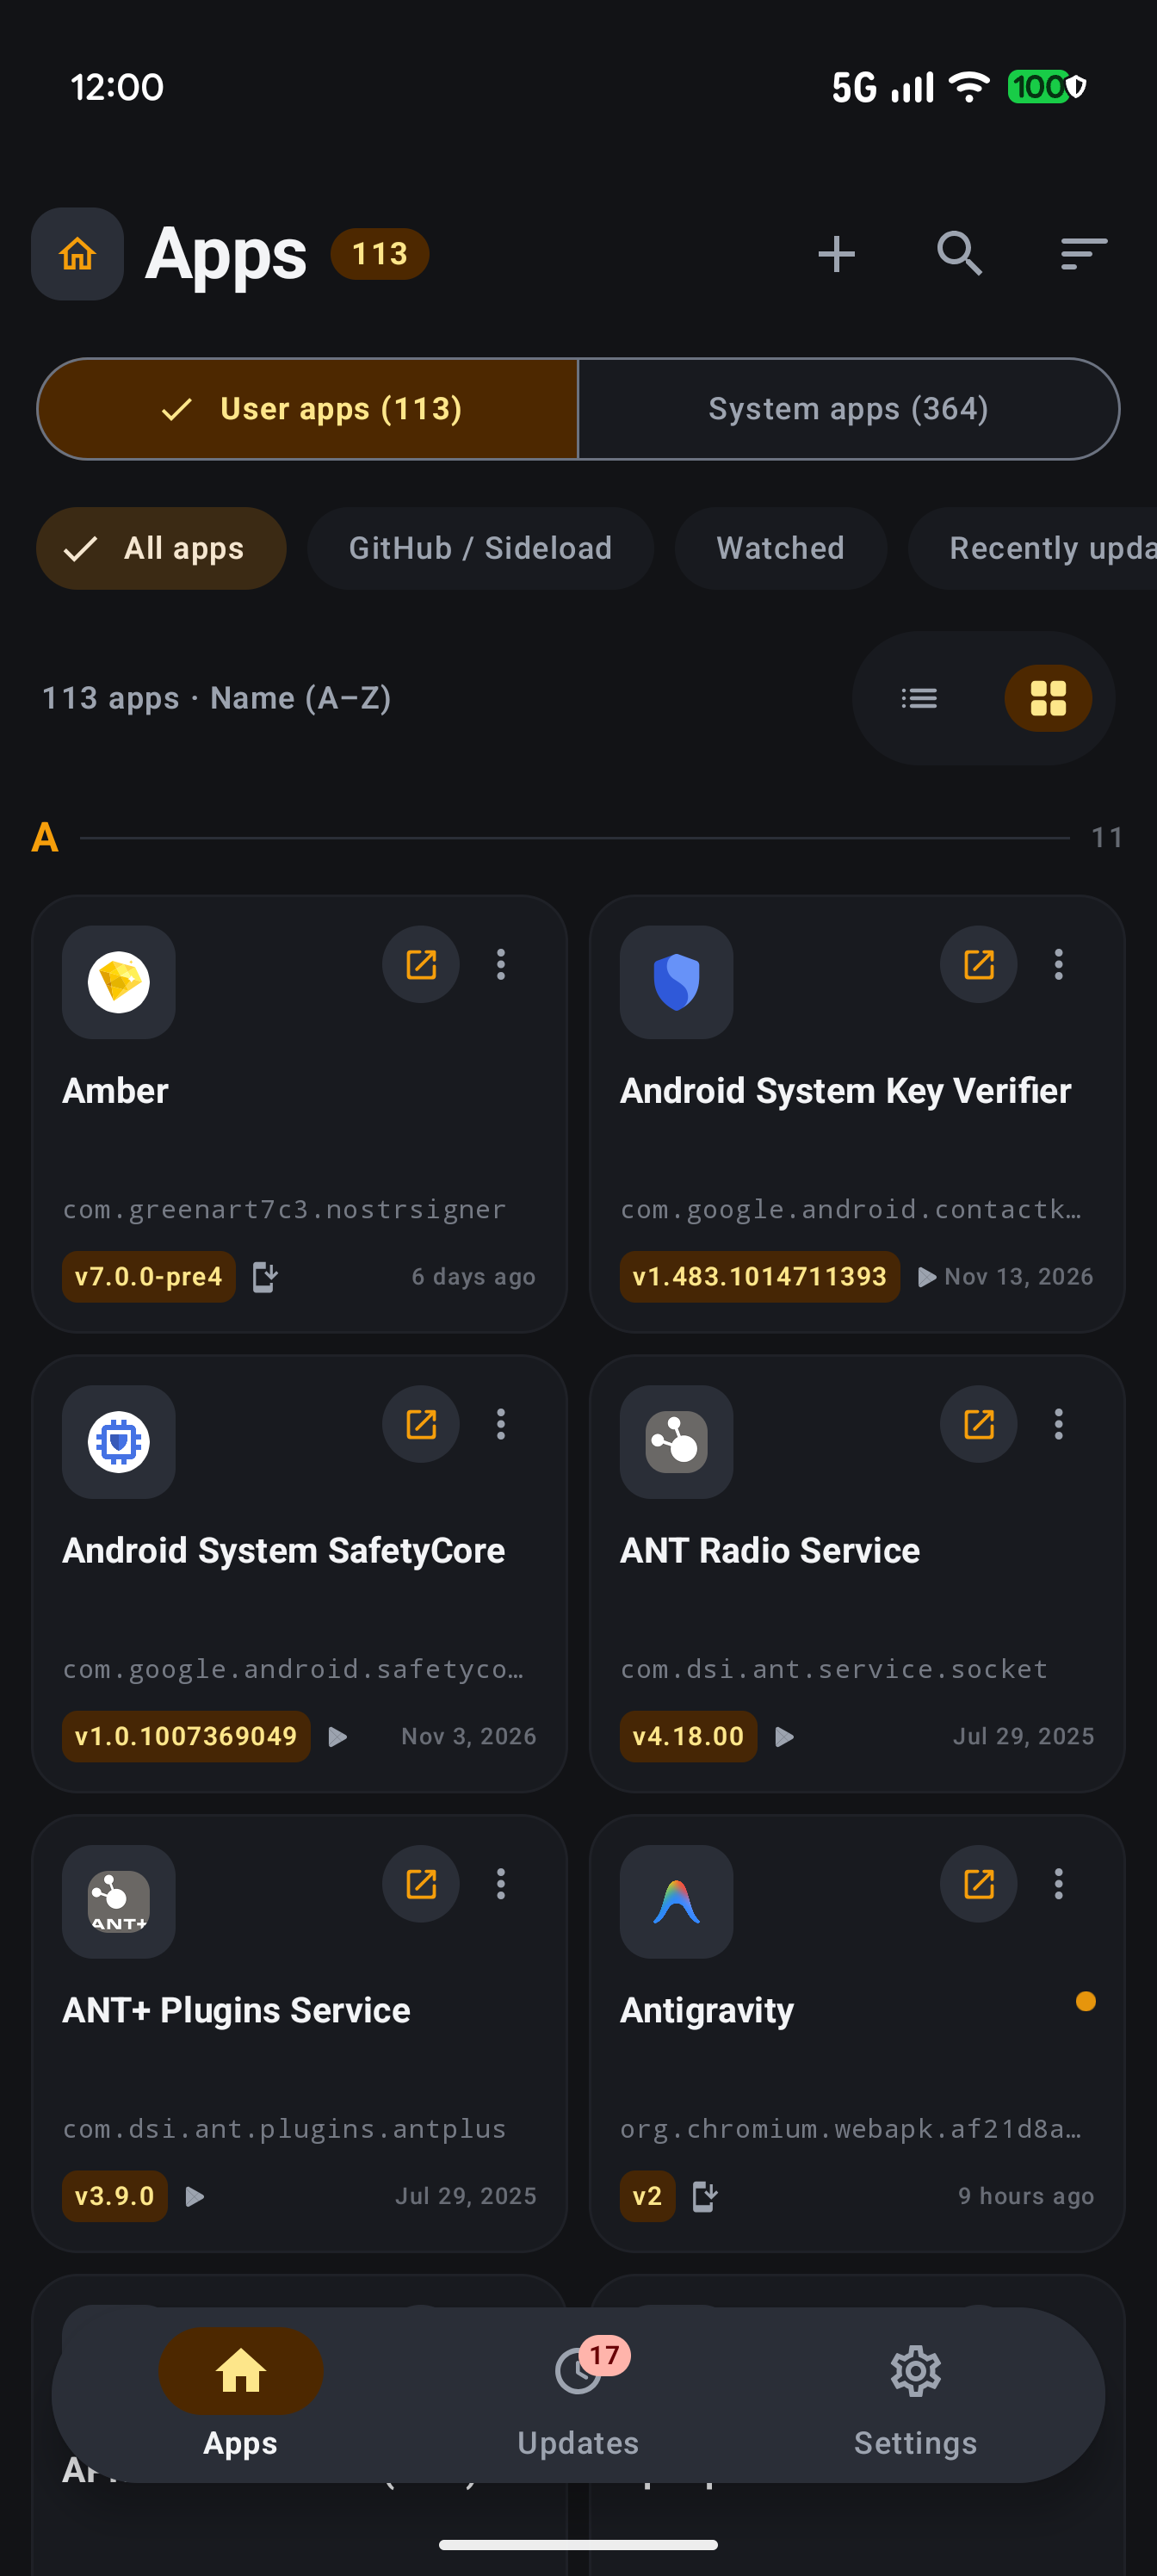 12:00
5G
100
Apps
113
User apps (113)
System apps (364)
All apps
GitHub / Sideload
Watched
Recently upda
113 apps · Name (A–Z)
A
11
Amber
com.greenart7c3.nostrsigner
v7.0.0-pre4
6 days ago
Android System Key Verifier
com.google.android.contactk…
v1.483.1014711393
Nov 13, 2026
Android System SafetyCore
com.google.android.safetyco…
v1.0.1007369049
Nov 3, 2026
ANT Radio Service
com.dsi.ant.service.socket
v4.18.00
Jul 29, 2025
ANT+
ANT+ Plugins Service
com.dsi.ant.plugins.antplus
v3.9.0
Jul 29, 2025
Antigravity
org.chromium.webapk.af21d8a…
v2
9 hours ago
17
Apps
Updates
Settings